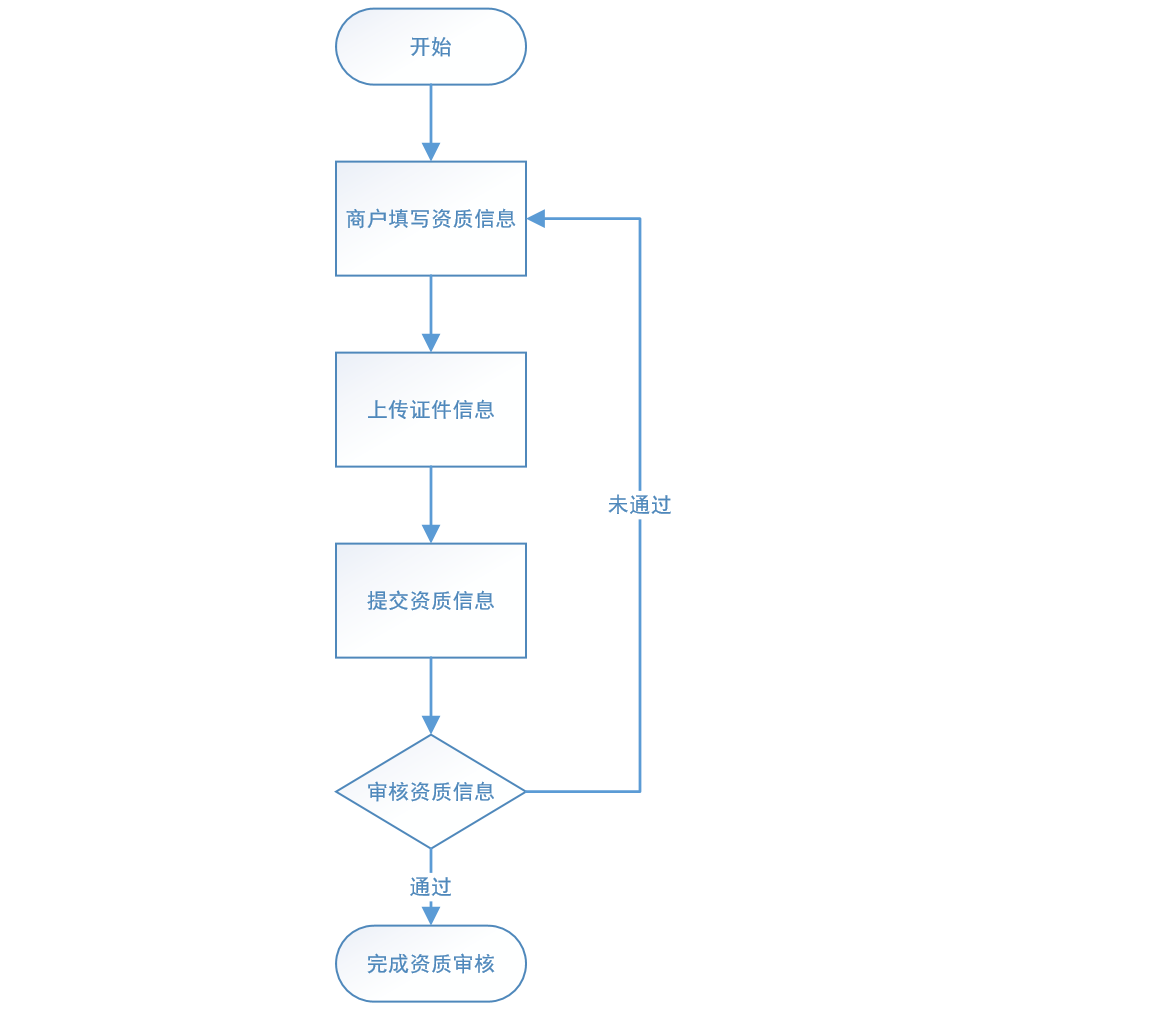 开始
商户填写资质信息
上传证件信息
未通过
提交资质信息
审核资质信息
通过
完成资质审核